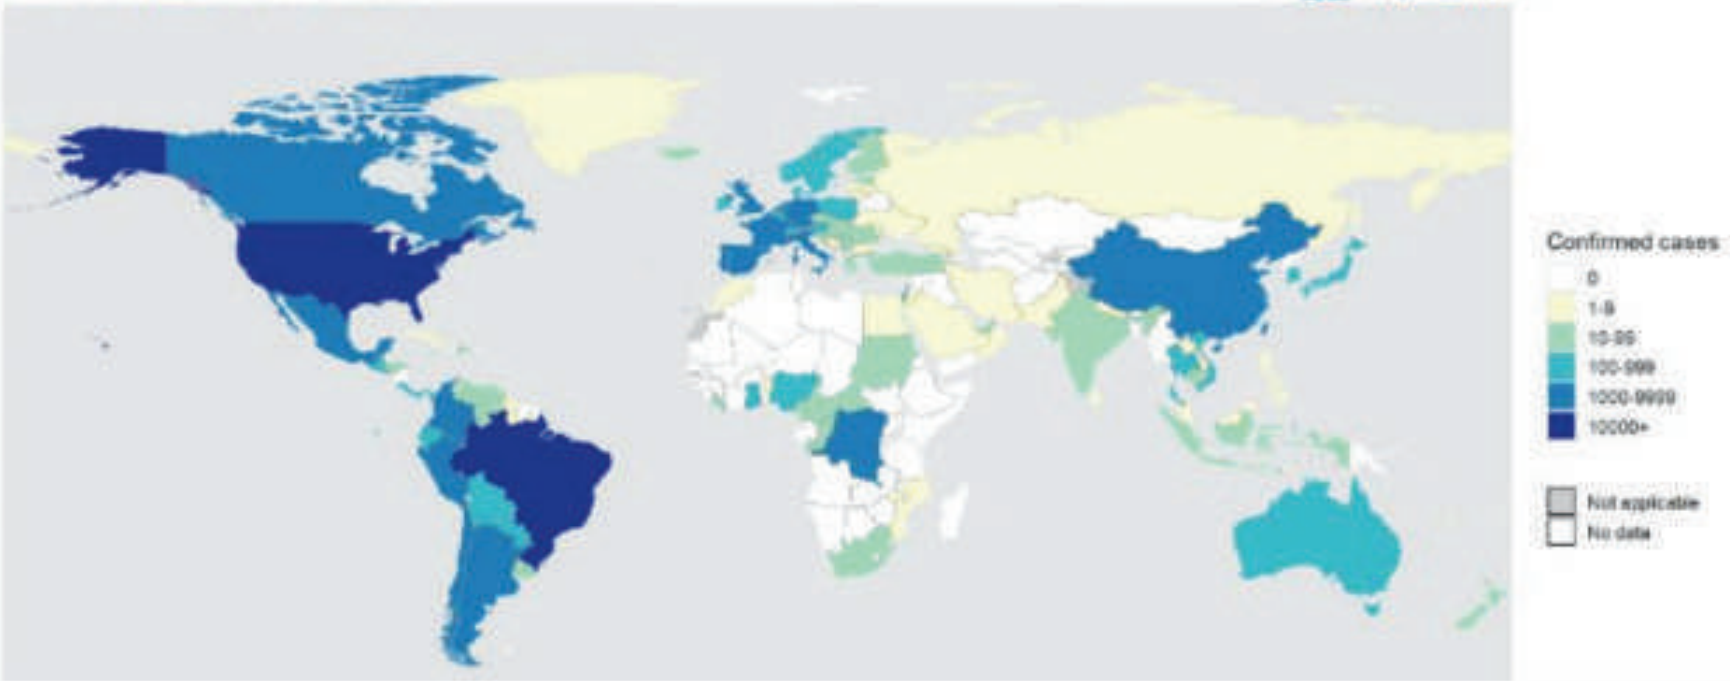 Confirmed cases
0
1-9
10-99
100-999
1000-9999
10000+
Not applicable
No data